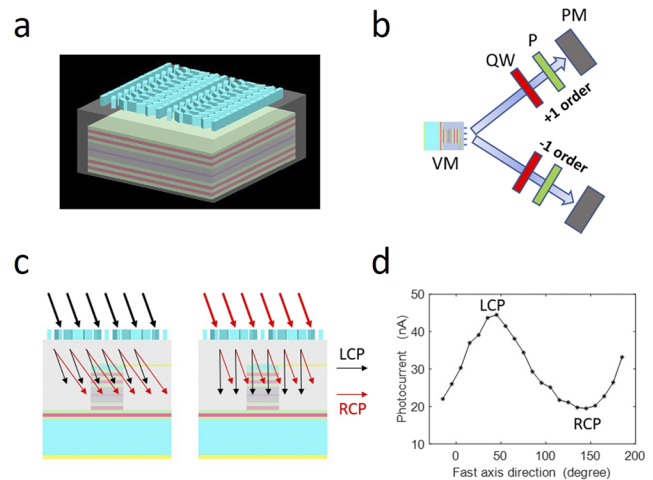 a
b
PM
P
QW
+1 order
VM
-1 order
c
LCP
RCP
d
50
40
30
20
10
Photocurrent (nA)
LCP
RCP
0
50
100
150
200
Fast axis direction (degree)